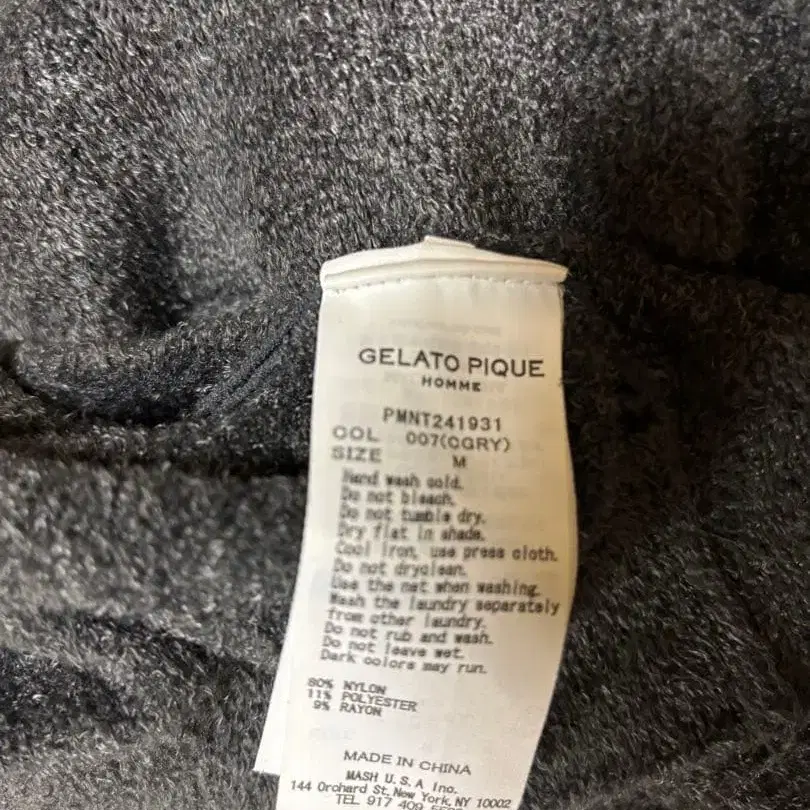 GELATO PIQUE
HOMME
PMNT241931
COL 007(CGRY)
SIZE M
Hand wash cold.
Do not bleach.
Do not tumble dry.
Dry flat in shade.
Cool iron, use press cloth.
Do not dryclean.
Use the net when washing.
Wash the laundry separately
from other laundry.
Do not rub and wash.
Do not leave wet.
Dark colors may run.
80% NYLON
11% POLYESTER
9% RAYON
MADE IN CHINA
MASH U.S.A Inc.
144 Orchard St, New York, NY 10002
TEL 917 409